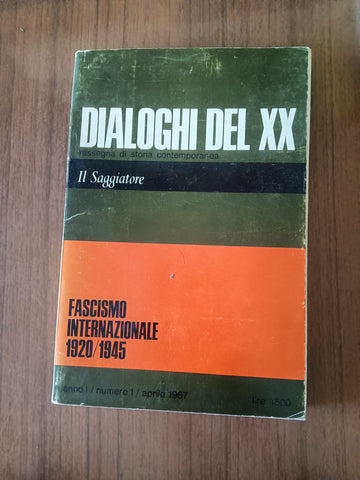 DIALOGHI DEL XX
rassegna di storia contemporanea
Il Saggiatore
FASCISMO
INTERNAZIONALE
1920/1945
anno I / numero 1 / aprile 1967
lire 1500